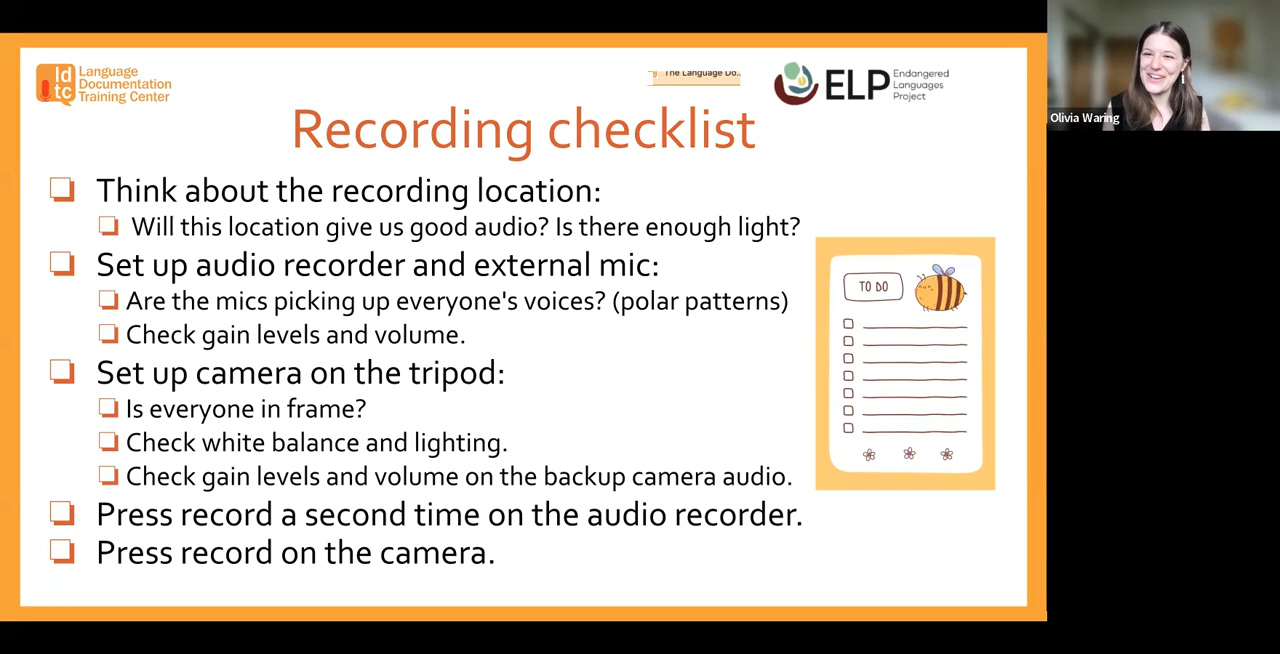 ld
tc
Language
Documentation
Training Center
The Language Do..
ELP
Endangered
Languages
Project
Olivia Waring
Recording checklist
Think about the recording location:
Will this location give us good audio? Is there enough light?
Set up audio recorder and external mic:
Are the mics picking up everyone's voices? (polar patterns)
Check gain levels and volume.
Set up camera on the tripod:
Is everyone in frame?
Check white balance and lighting.
Check gain levels and volume on the backup camera audio.
Press record a second time on the audio recorder.
Press record on the camera.
TO DO